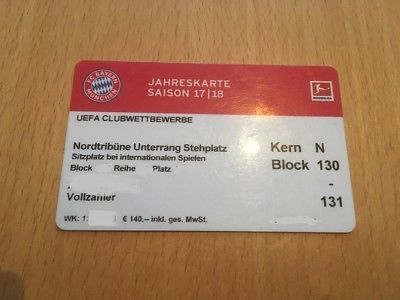 FC BAYERN
MÜNCHEN
JAHRESKARTE
SAISON 17|18
UEFA CLUBWETTBEWERBE
Nordtribüne Unterrang Stehplatz
Sitzplatz bei internationalen Spielen
Block Reihe Platz
Vollzahler
WK: 1 € 140,-- inkl. ges. MwSt.
Kern N
Block 130
-
131